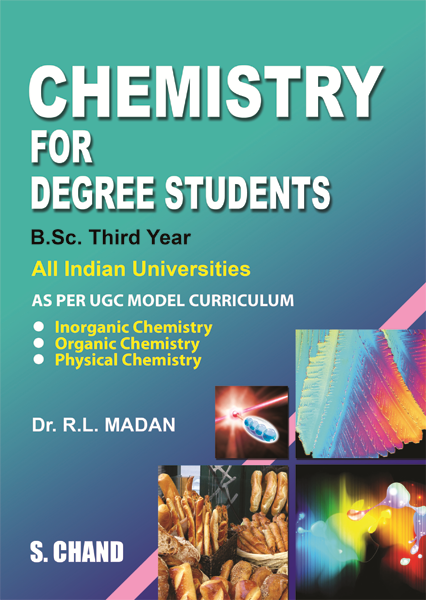 CHEMISTRY
FOR
DEGREE STUDENTS
B.Sc. Third Year
All Indian Universities
AS PER UGC MODEL CURRICULUM
● Inorganic Chemistry
● Organic Chemistry
● Physical Chemistry
Dr. R.L. MADAN
S. CHAND